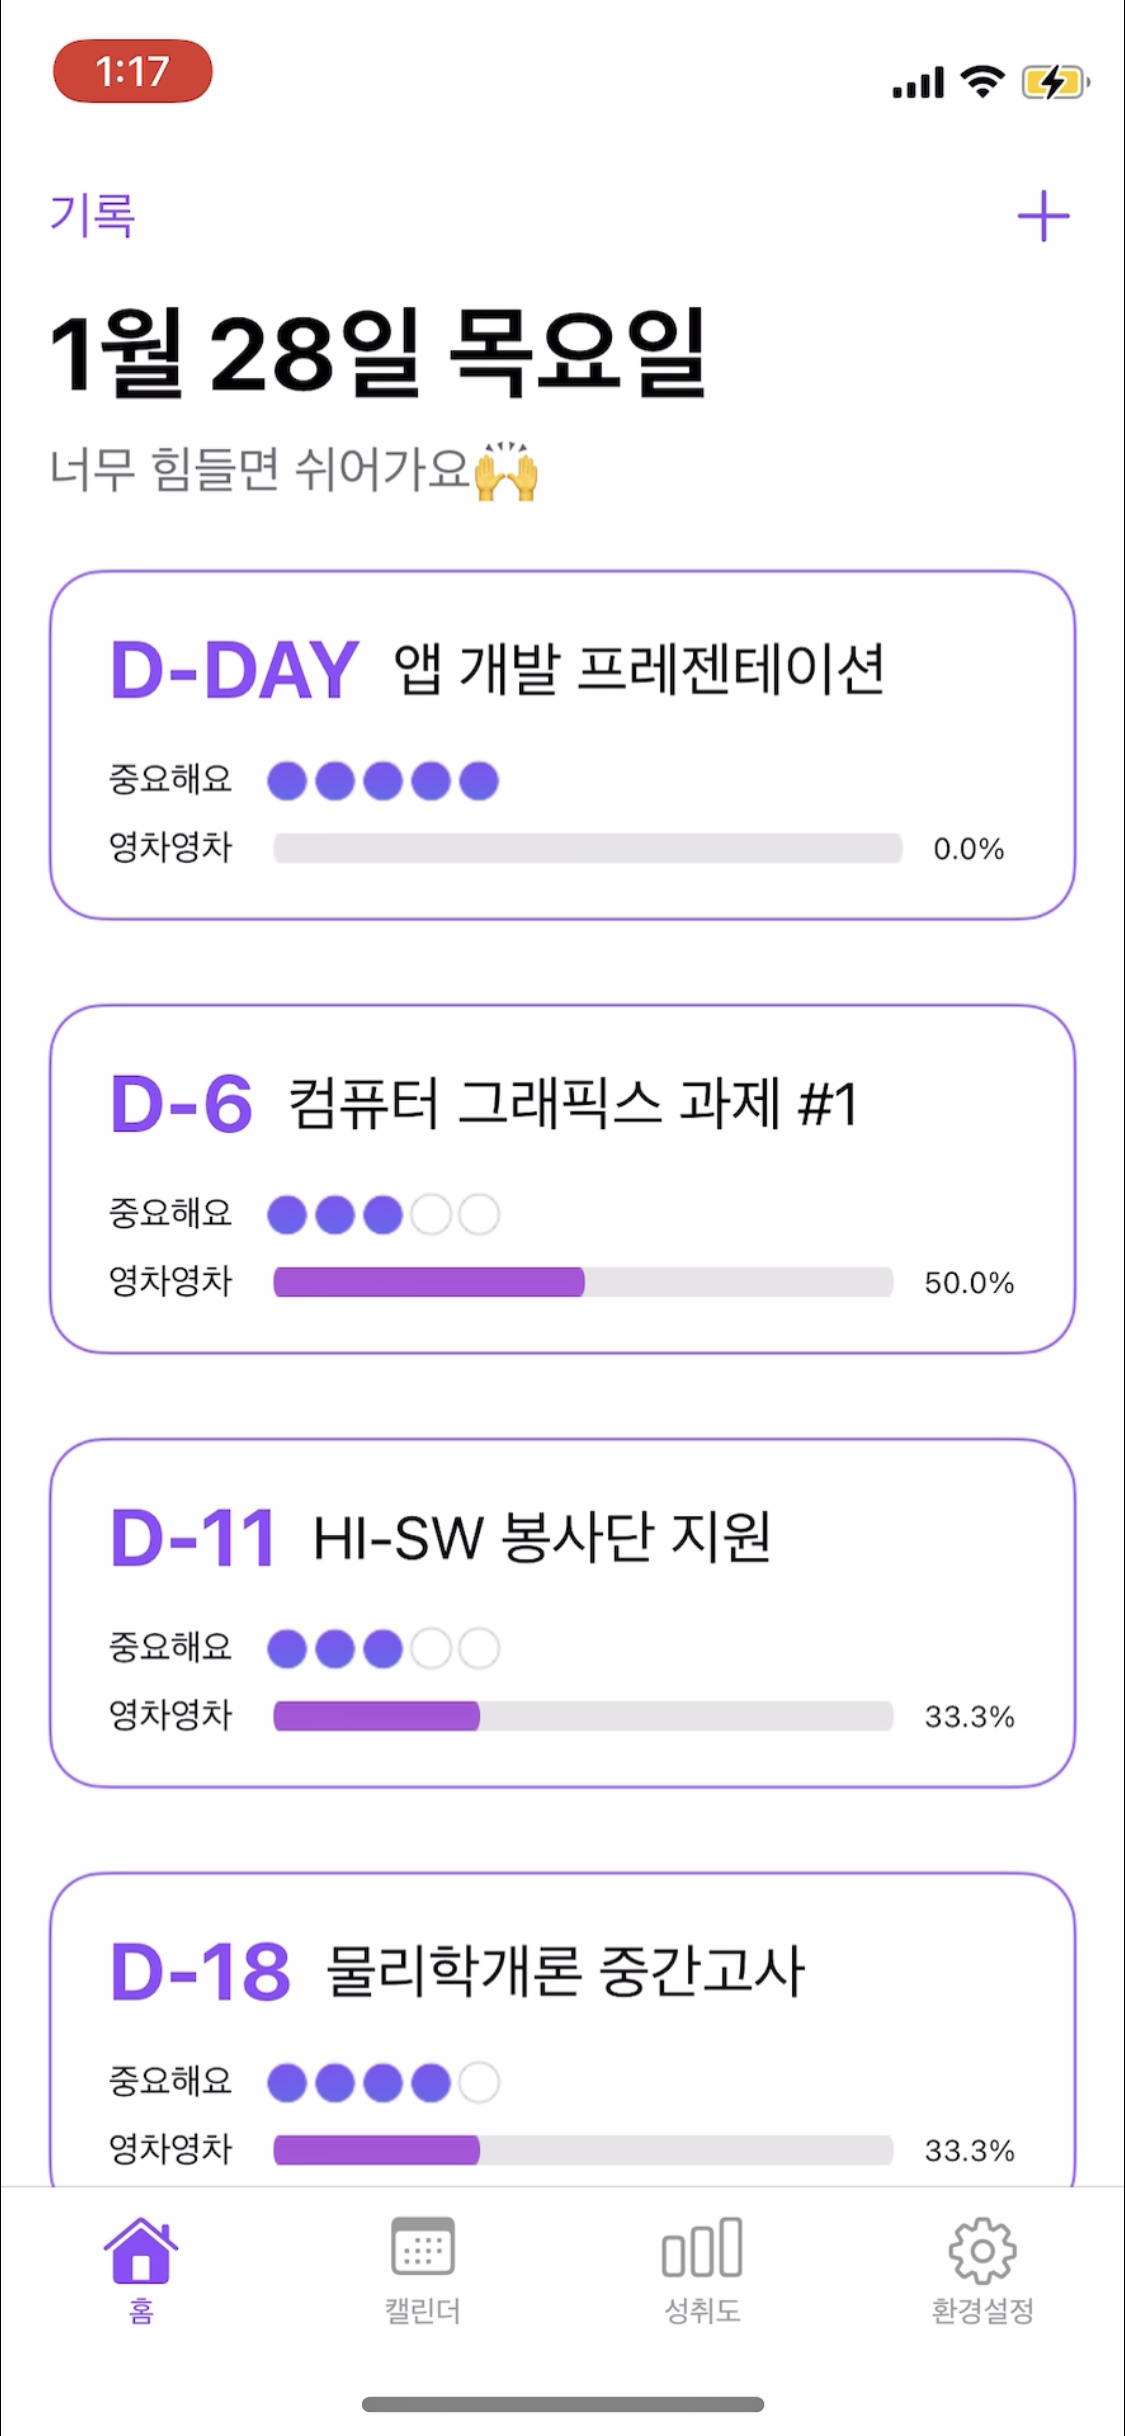 1:17
기록
1월 28일 목요일
너무 힘들면 쉬어가요🙌
D-DAY 앱 개발 프레젠테이션
중요해요
영차영차 0.0%
D-6 컴퓨터 그래픽스 과제 #1
중요해요
영차영차 50.0%
D-11 HI-SW 봉사단 지원
중요해요
영차영차 33.3%
D-18 물리학개론 중간고사
중요해요
영차영차 33.3%
홈 캘린더 성취도 환경설정